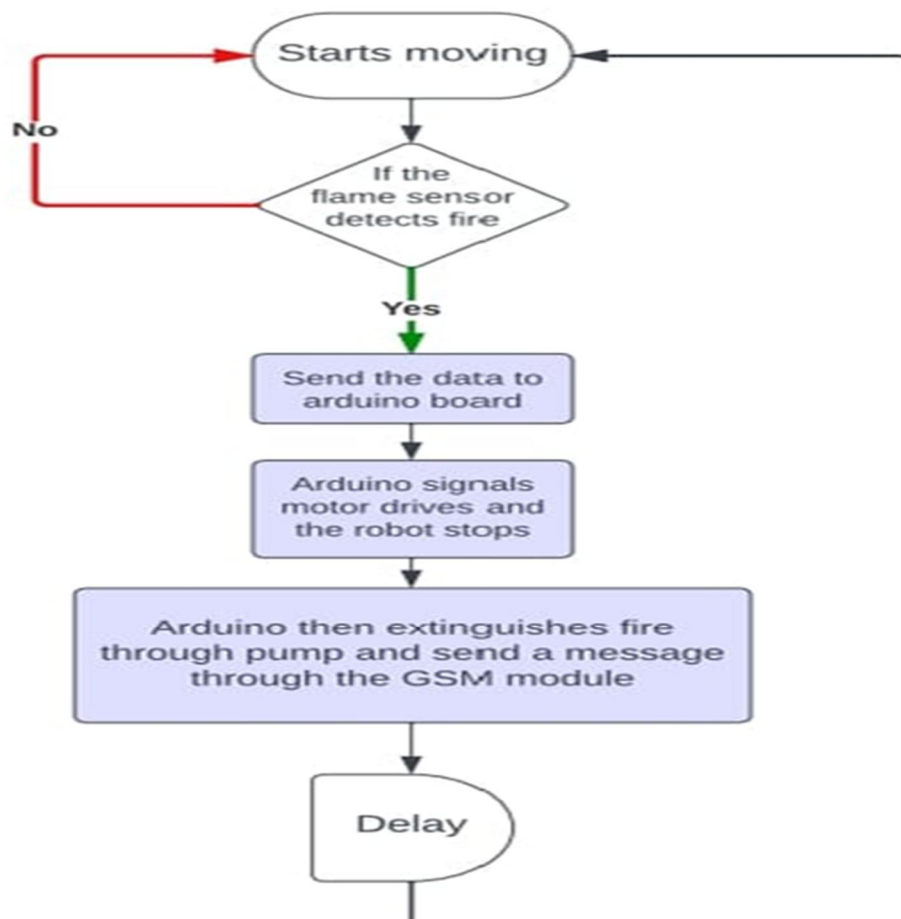 Starts moving
No
If the
flame sensor
detects fire
Yes
Send the data to
arduino board
Arduino signals
motor drives and
the robot stops
Arduino then extinguishes fire
through pump and send a message
through the GSM module
Delay